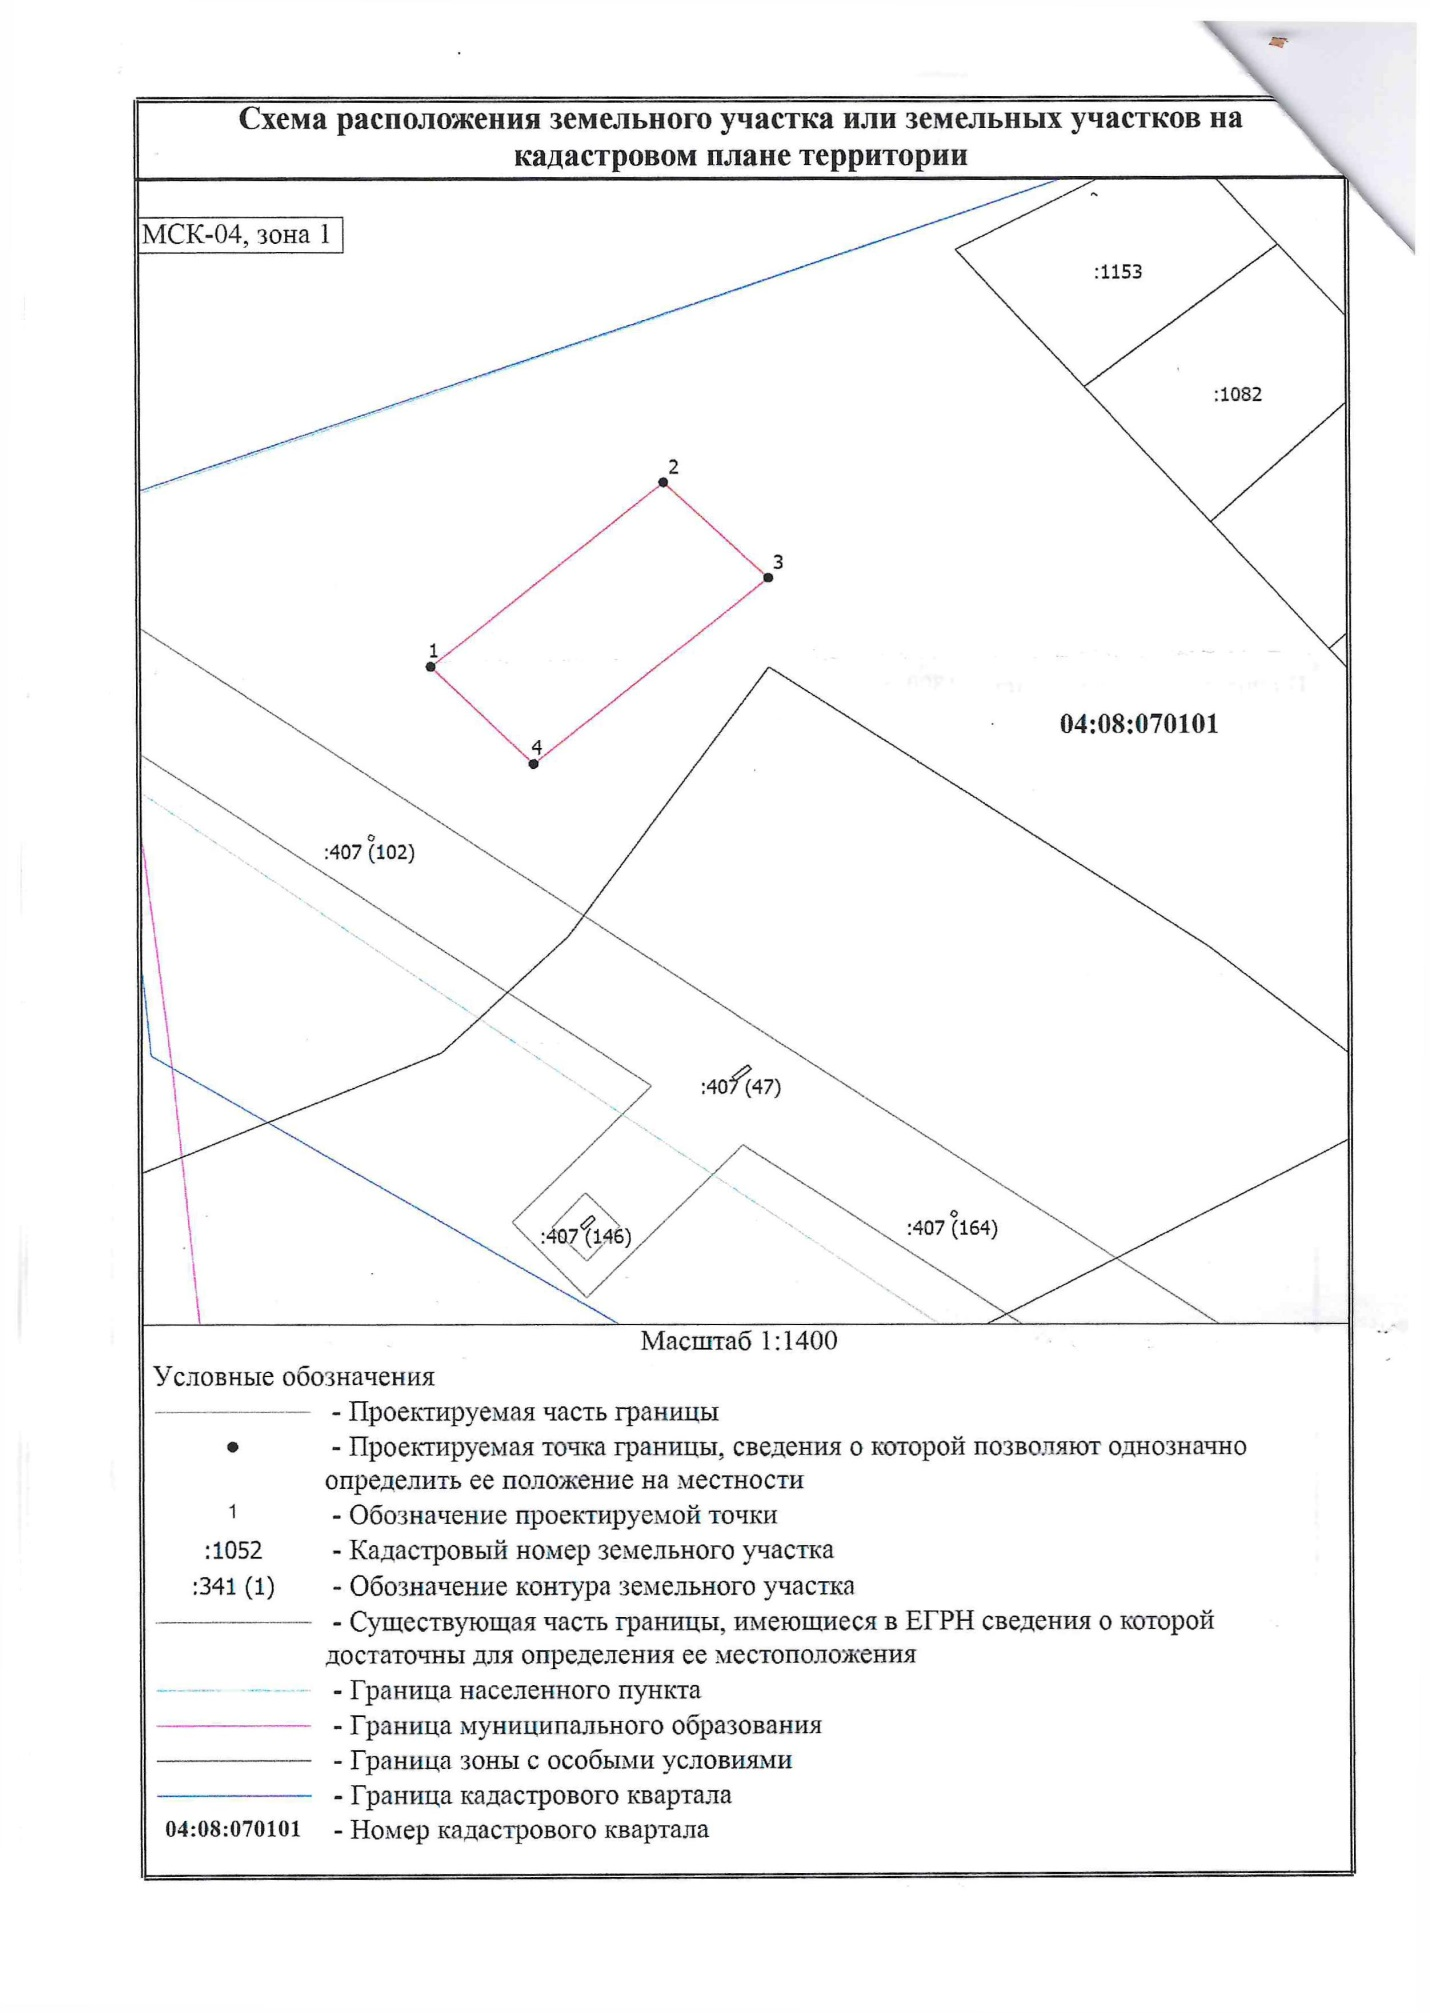 Схема расположения земельного участка или земельных участков на
кадастровом плане территории
МСК-04, зона 1
:1153
:1082
2
3
1
04:08:070101
4
:407 (102)
:407 (47)
:407 (146)
:407 (164)
Масштаб 1:1400
Условные обозначения
- Проектируемая часть границы
- Проектируемая точка границы, сведения о которой позволяют однозначно
определить ее положение на местности
1 - Обозначение проектируемой точки
:1052 - Кадастровый номер земельного участка
:341 (1) - Обозначение контура земельного участка
- Существующая часть границы, имеющиеся в ЕГРН сведения о которой
достаточны для определения ее местоположения
- Граница населенного пункта
- Граница муниципального образования
- Граница зоны с особыми условиями
- Граница кадастрового квартала
04:08:070101 - Номер кадастрового квартала